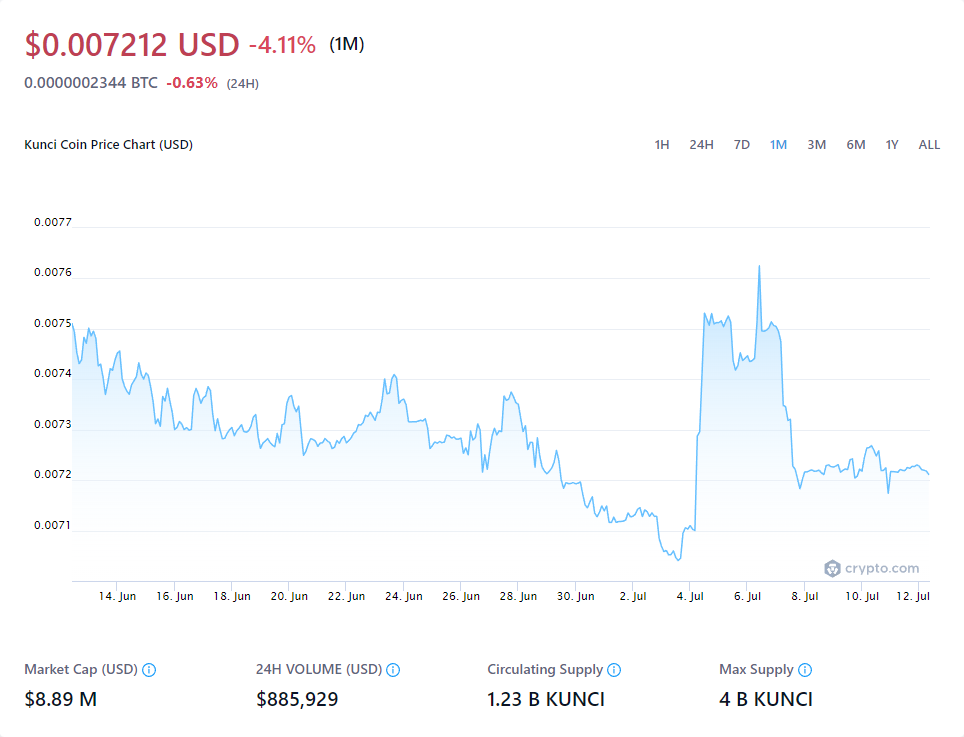 $0.007212 USD -4.11% (1M)
0.0000002344 BTC -0.63% (24H)
Kunci Coin Price Chart (USD) 1H 24H 7D 1M 3M 6M 1Y ALL
0.0077
0.0076
0.0075
0.0074
0.0073
0.0072
0.0071
crypto.com
14. Jun 16. Jun 18. Jun 20. Jun 22. Jun 24. Jun 26. Jun 28. Jun 30. Jun 2. Jul 4. Jul 6. Jul 8. Jul 10. Jul 12. Jul
Market Cap (USD) 24H VOLUME (USD) Circulating Supply Max Supply
$8.89 M $885,929 1.23 B KUNCI 4 B KUNCI